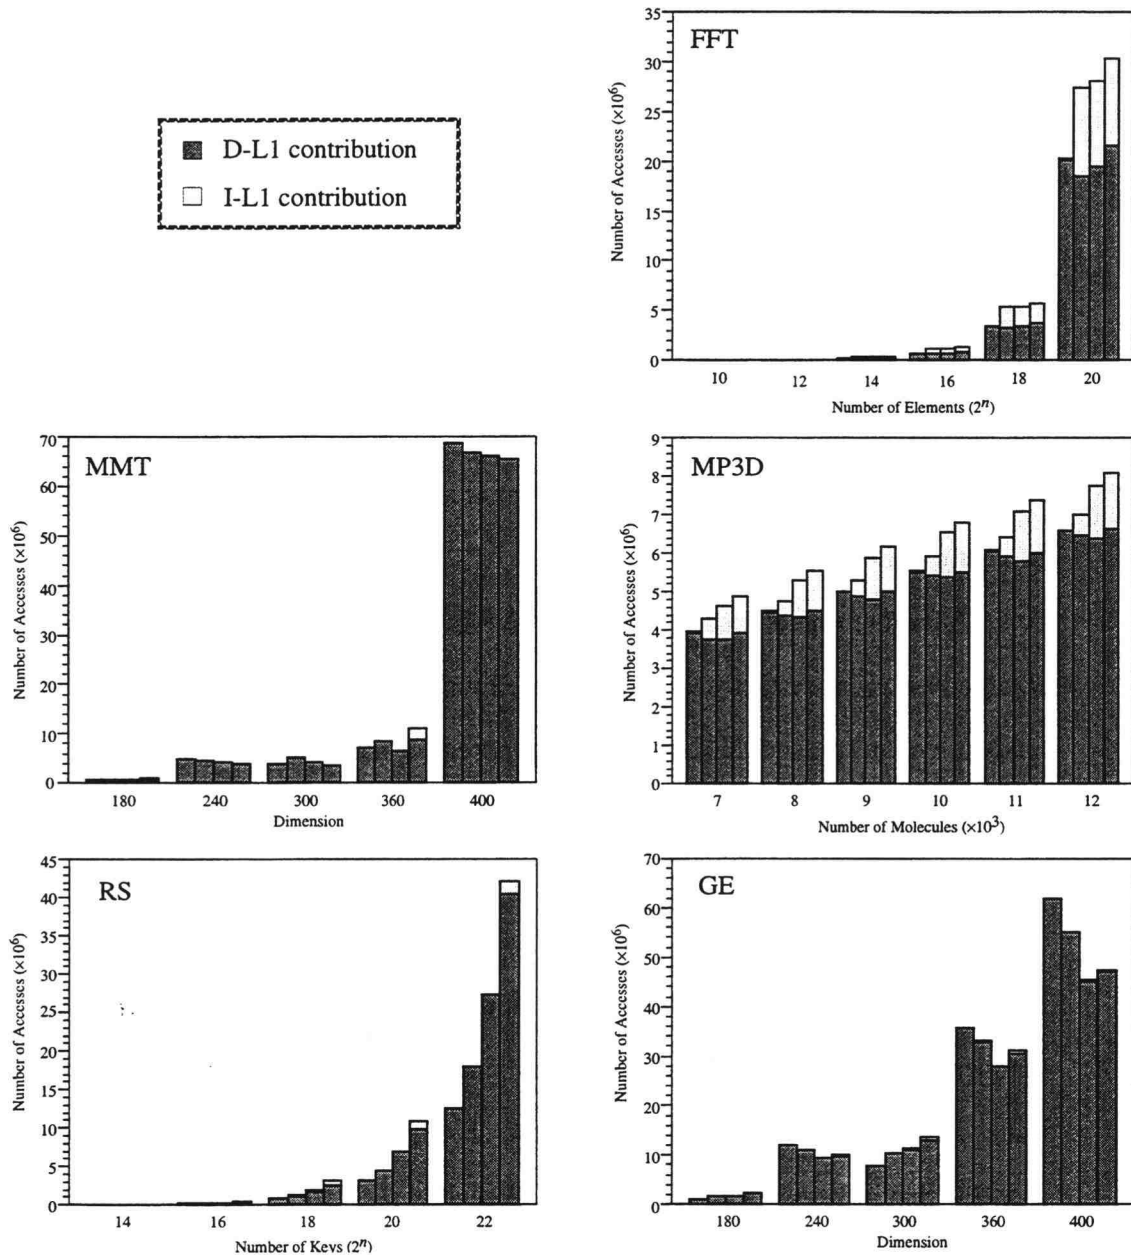 D-L1 contribution
I-L1 contribution
FFT
Number of Accesses (×10⁶)
35
30
25
20
15
10
5
0
10 12 14 16 18 20
Number of Elements (2ⁿ)
MMT
Number of Accesses (×10⁶)
70
60
50
40
30
20
10
0
180 240 300 360 400
Dimension
MP3D
Number of Accesses (×10⁶)
9
8
7
6
5
4
3
2
1
0
7 8 9 10 11 12
Number of Molecules (×10³)
RS
Number of Accesses (×10⁶)
45
40
35
30
25
20
15
10
5
0
14 16 18 20 22
Number of Keys (2ⁿ)
GE
Number of Accesses (×10⁶)
70
60
50
40
30
20
10
0
180 240 300 360 400
Dimension